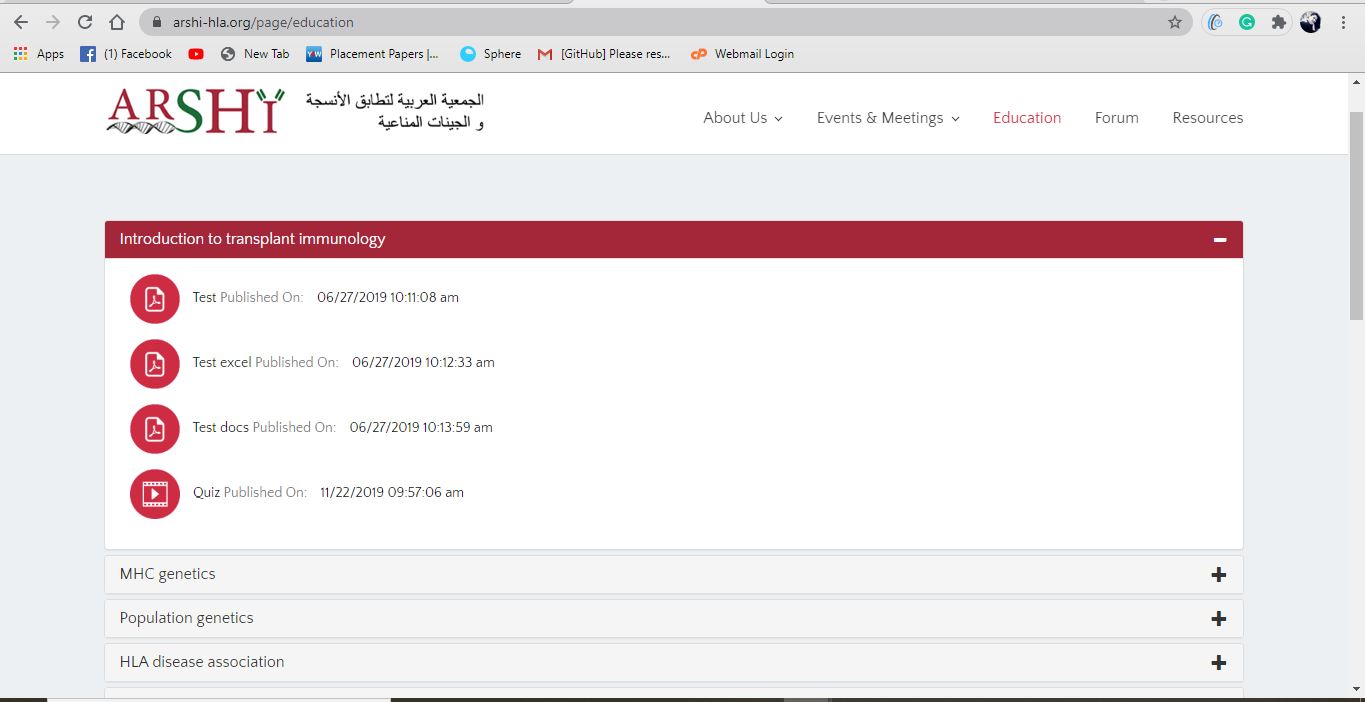 arshi-hla.org/page/education
Apps (1) Facebook New Tab Placement Papers |... Sphere [GitHub] Please res... Webmail Login
ARSHI
الجمعية العربية لتطابق الأنسجة
و الجينات المناعية
About Us Events & Meetings Education Forum Resources
Introduction to transplant immunology
Test Published On: 06/27/2019 10:11:08 am
Test excel Published On: 06/27/2019 10:12:33 am
Test docs Published On: 06/27/2019 10:13:59 am
Quiz Published On: 11/22/2019 09:57:06 am
MHC genetics
Population genetics
HLA disease association